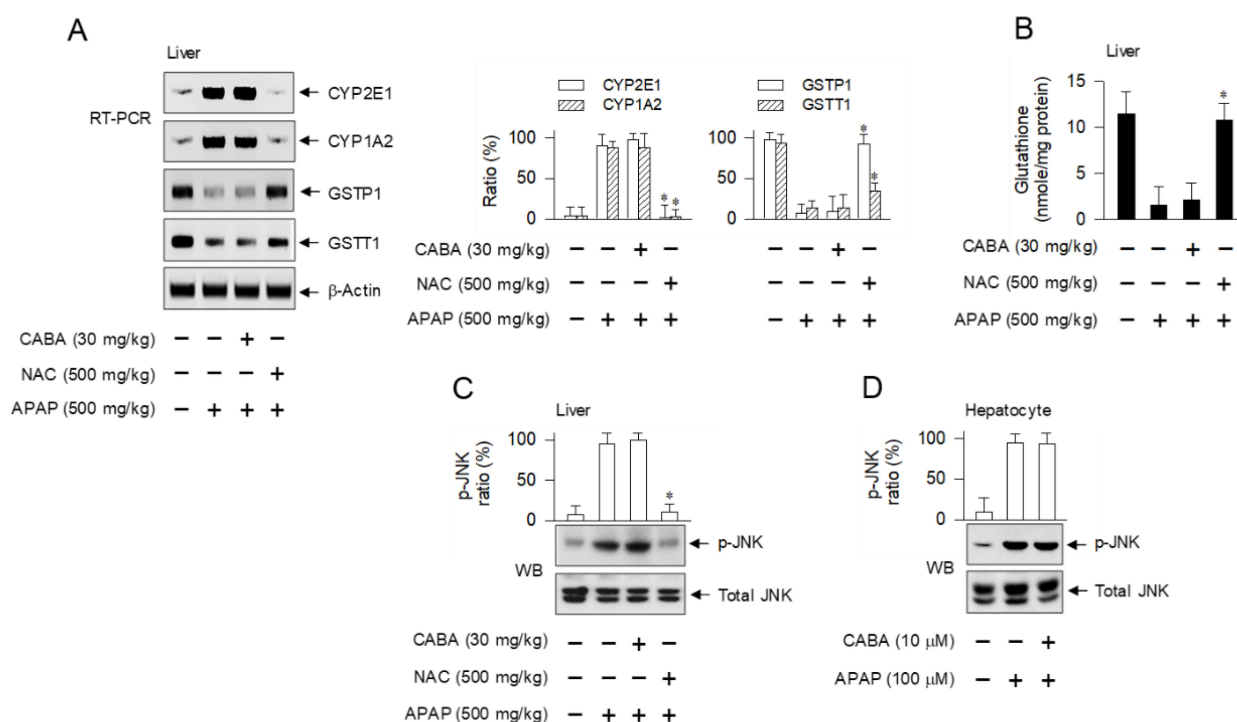 A
Liver
RT-PCR
CYP2E1
CYP1A2
GSTP1
GSTT1
β-Actin
CABA (30 mg/kg) – – + –
NAC (500 mg/kg) – – – +
APAP (500 mg/kg) – + + +
CYP2E1
CYP1A2
GSTP1
GSTT1
Ratio (%)
100
50
0
* *
100
50
0
*
*
CABA (30 mg/kg) – – + – – – + –
NAC (500 mg/kg) – – – + – – – +
APAP (500 mg/kg) – + + + – + + +
B
Liver
Glutathione
(nmole/mg protein)
15
10
5
0
*
CABA (30 mg/kg) – – + –
NAC (500 mg/kg) – – – +
APAP (500 mg/kg) – + + +
C
Liver
p-JNK
ratio (%)
100
50
0
*
p-JNK
WB
Total JNK
CABA (30 mg/kg) – – + –
NAC (500 mg/kg) – – – +
APAP (500 mg/kg) – + + +
D
Hepatocyte
p-JNK
ratio (%)
100
50
0
p-JNK
WB
Total JNK
CABA (10 μM) – – +
APAP (100 μM) – + +